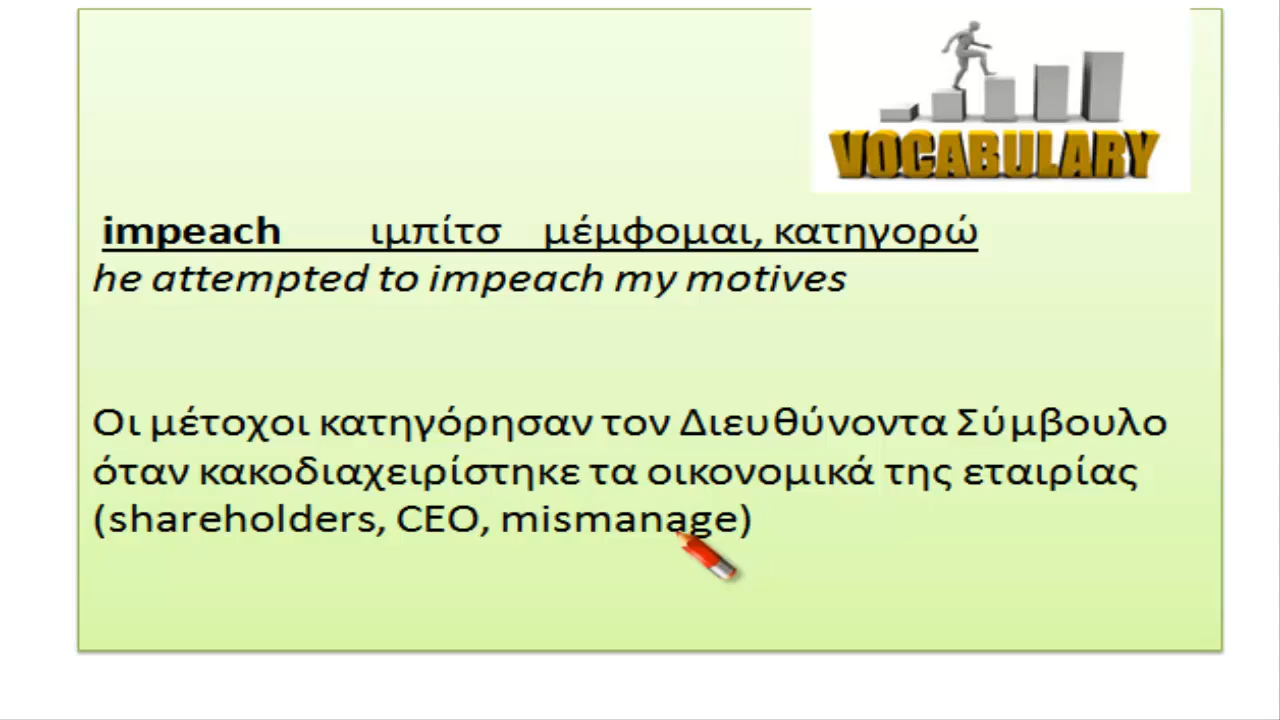 VOCABULARY
impeach ιμπίτσ μέμφομαι, κατηγορώ
he attempted to impeach my motives
Οι μέτοχοι κατηγόρησαν τον Διευθύνοντα Σύμβουλο
όταν κακοδιαχειρίστηκε τα οικονομικά της εταιρίας
(shareholders, CEO, mismanage)